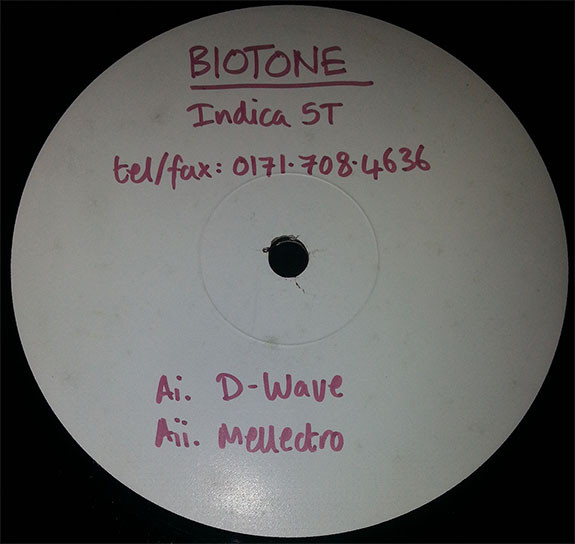 BIOTONE
Indica ST
tel/fax: 0171·708·4636
Ai. D-Wave
Aii. Mellectro